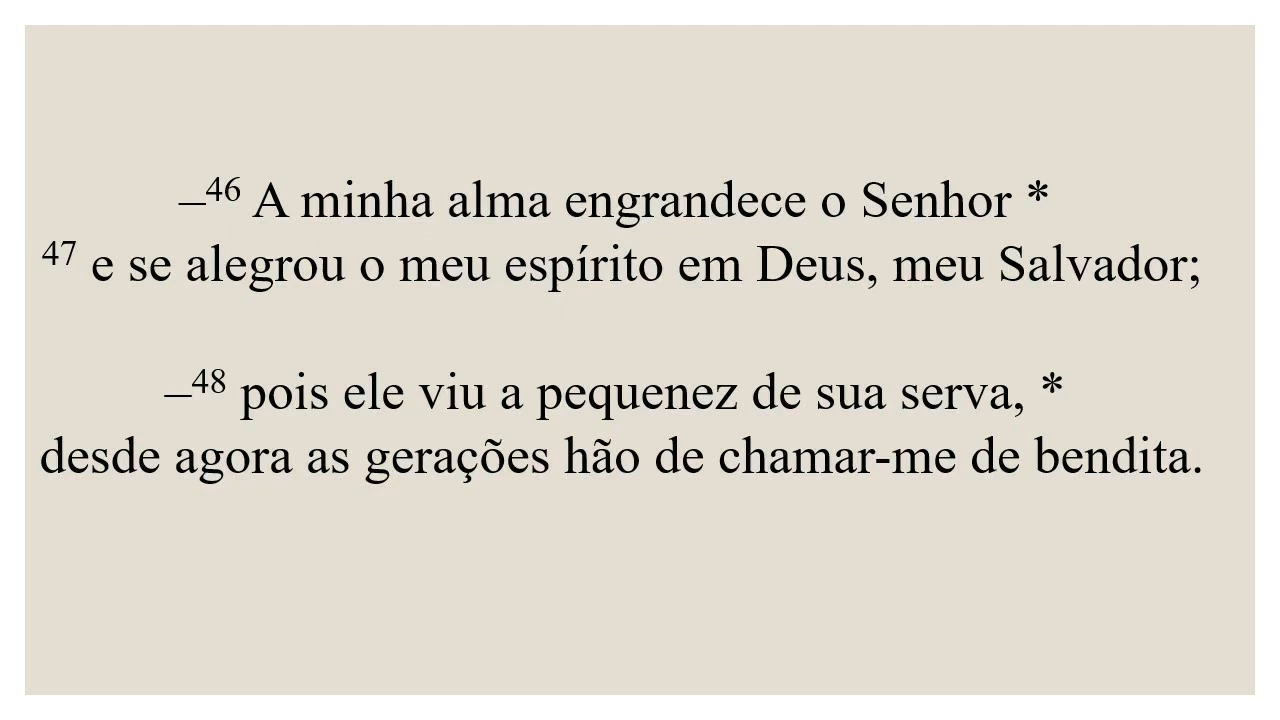 –46 A minha alma engrandece o Senhor *
47 e se alegrou o meu espírito em Deus, meu Salvador;
–48 pois ele viu a pequenez de sua serva, *
desde agora as gerações hão de chamar-me de bendita.